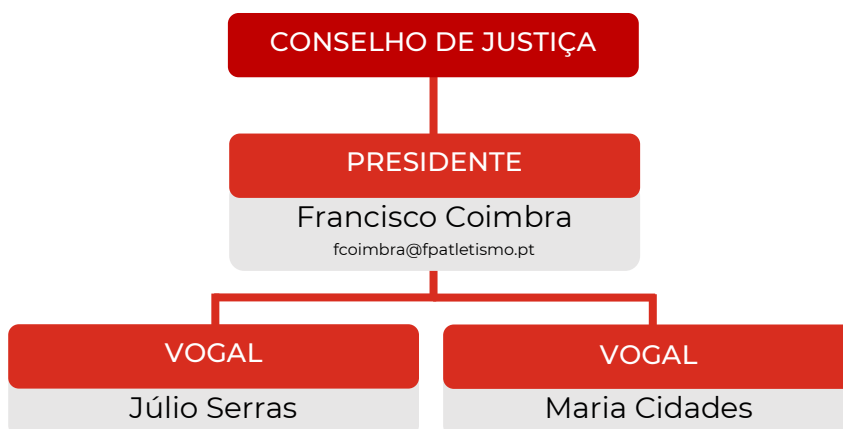 CONSELHO DE JUSTIÇA
PRESIDENTE
Francisco Coimbra
fcoimbra@fpatletismo.pt
VOGAL
Júlio Serras
VOGAL
Maria Cidades